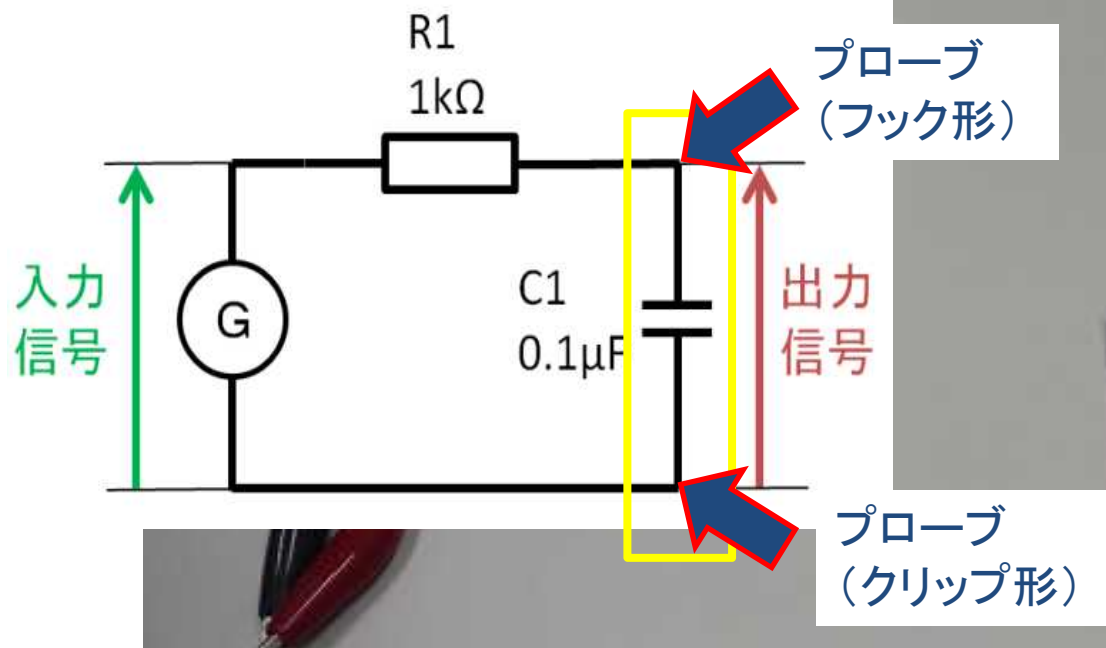 R1
1kΩ
プローブ
（フック形）
入力
信号
G
C1
0.1μF
出力
信号
プローブ
（クリップ形）